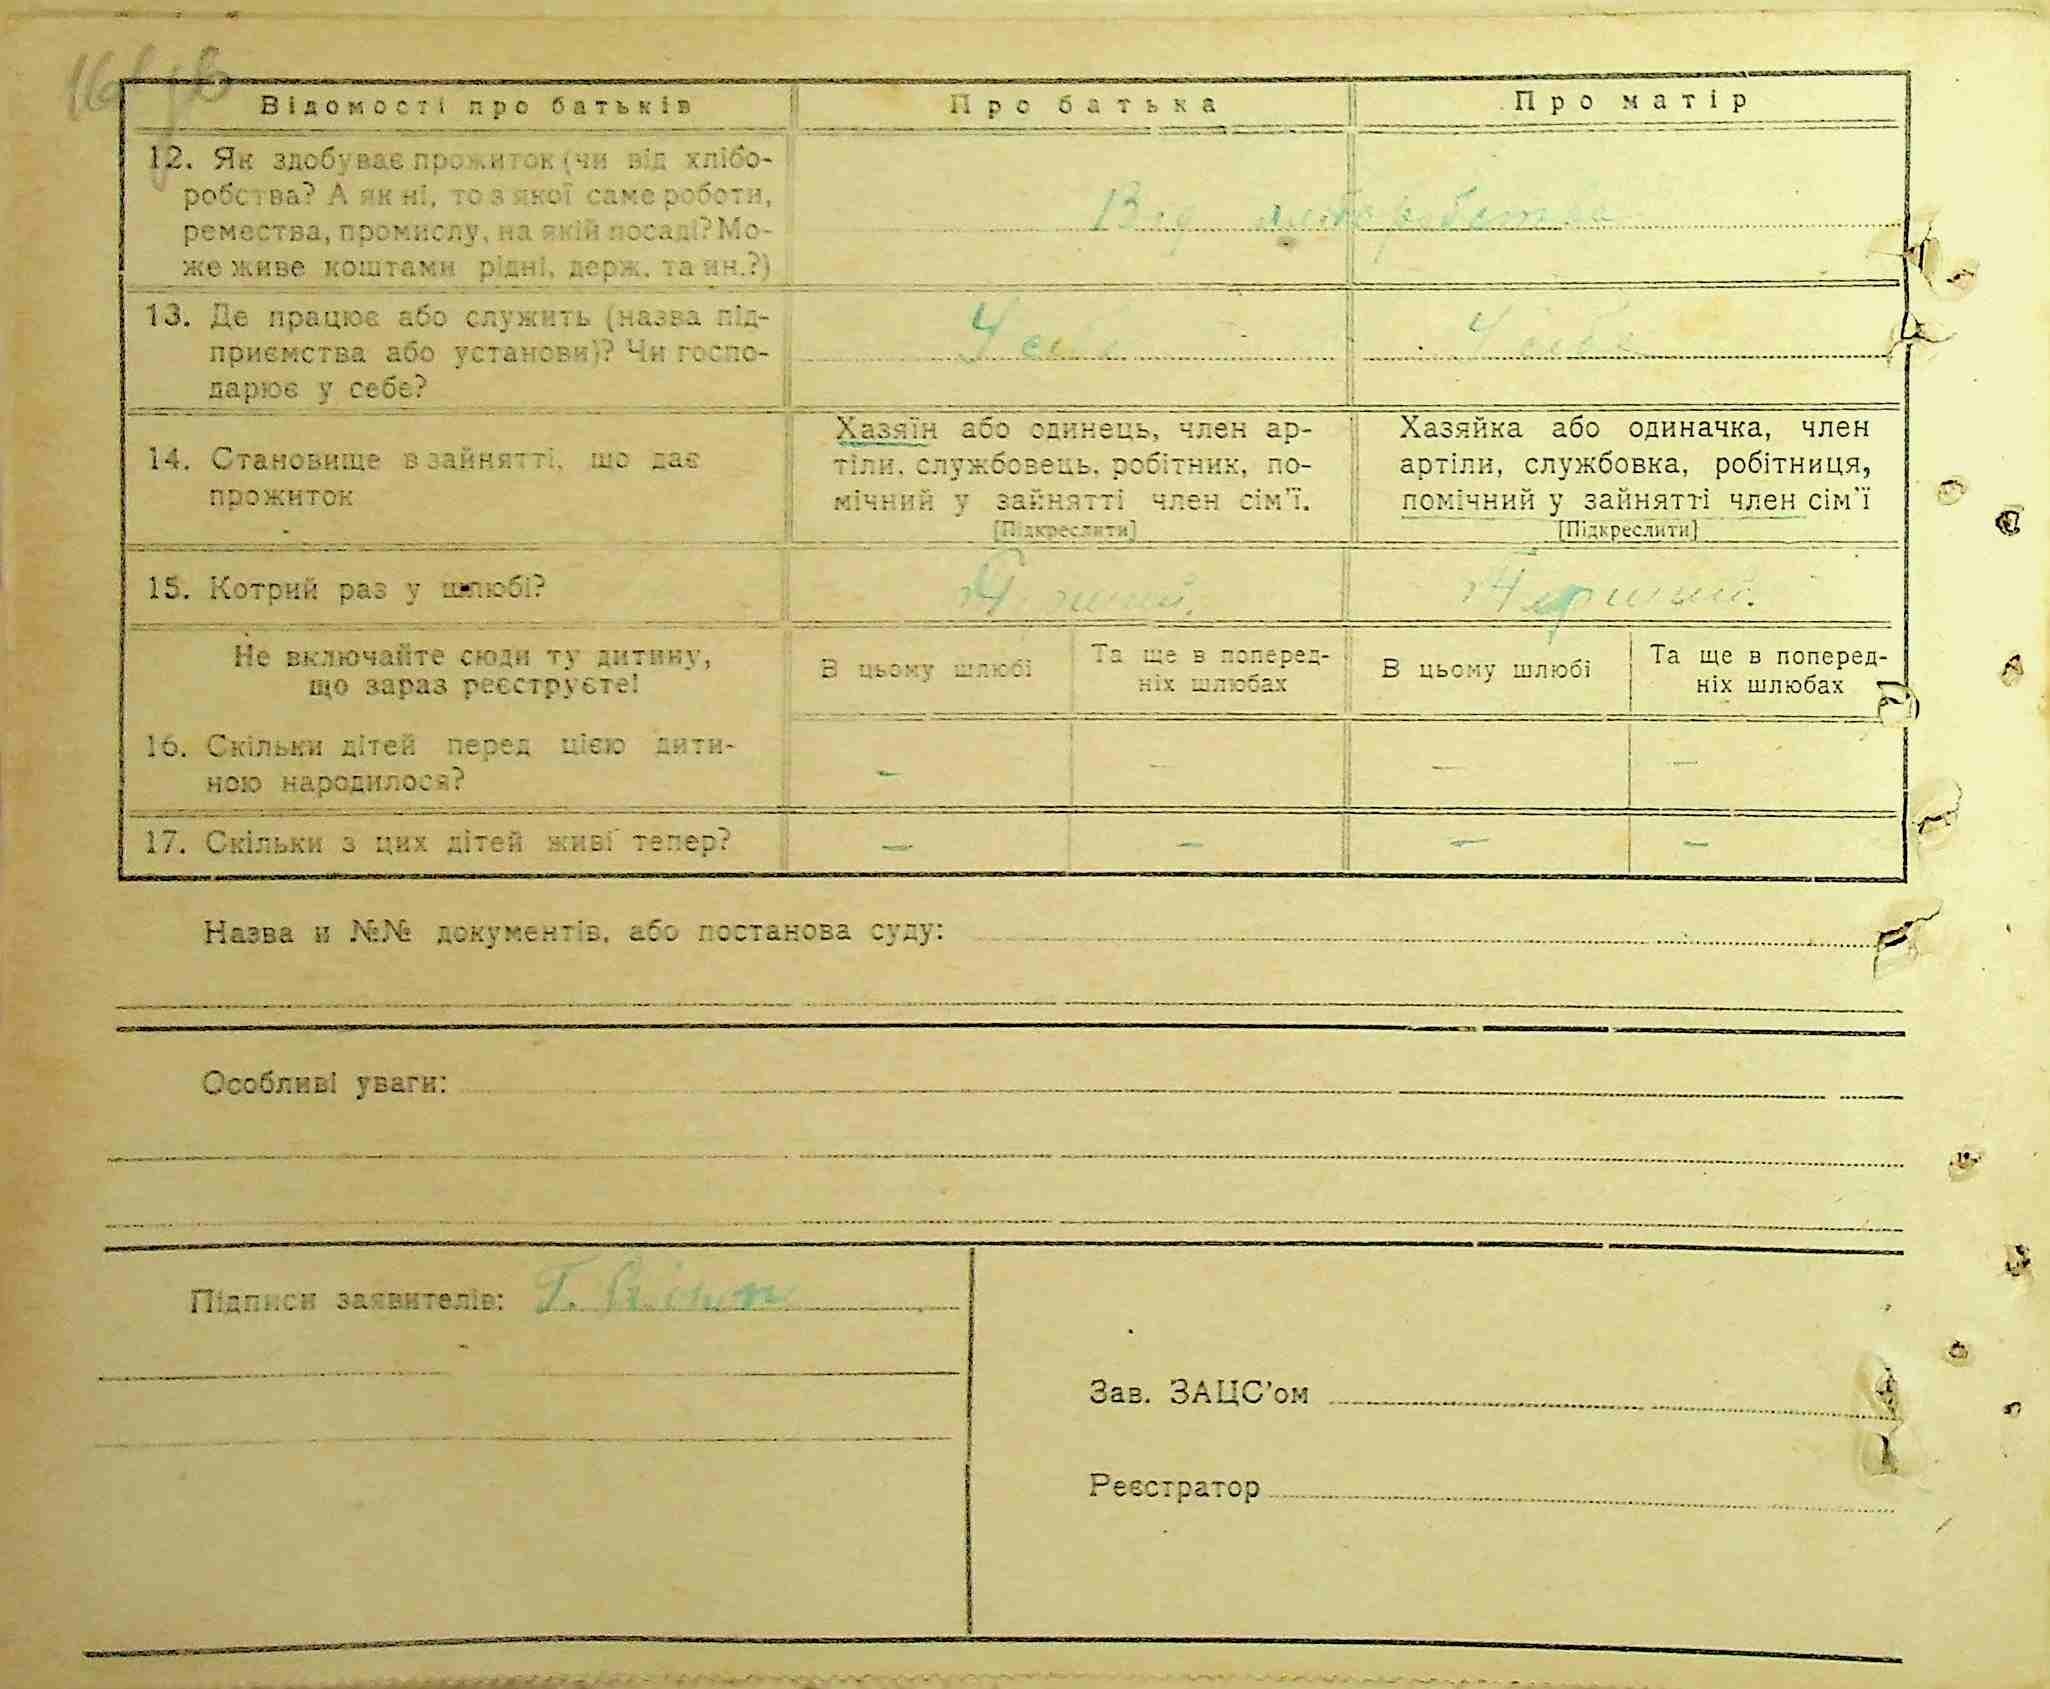 Відомості про батьків
Про батька
Про матір
12. Як здобуває прожиток (чи від хлібо-
робства? А як ні, то з якої саме роботи,
ремества, промислу, на якій посаді? Мо-
же живе коштами рідні, держ. та ин.?)
Від хліборобства
13. Де працює або служить (назва під-
приємства або установи)? Чи госпо-
дарює у себе?
У себе
У себе
14. Становище в зайнятті, що дає
прожиток
Хазяїн або одинець, член ар-
тіли, службовець, робітник, по-
мічний у зайнятті член сім'ї.
[Підкреслити]
Хазяйка або одиначка, член
артіли, службовка, робітниця,
помічний у зайнятті член сім'ї
[Підкреслити]
15. Котрий раз у шлюбі?
Перший.
Перший.
Не включайте сюди ту дитину,
що зараз реєструєте!
В цьому шлюбі
Та ще в поперед-
ніх шлюбах
В цьому шлюбі
Та ще в поперед-
ніх шлюбах
16. Скільки дітей перед цією дити-
ною народилося?
– – – –
17. Скільки з цих дітей живі тепер?
– – – –
Назва и №№ документів, або постанова суду:
Особливі уваги:
Підписи заявителів: Г.
Зав. ЗАЦС'ом
Реєстратор